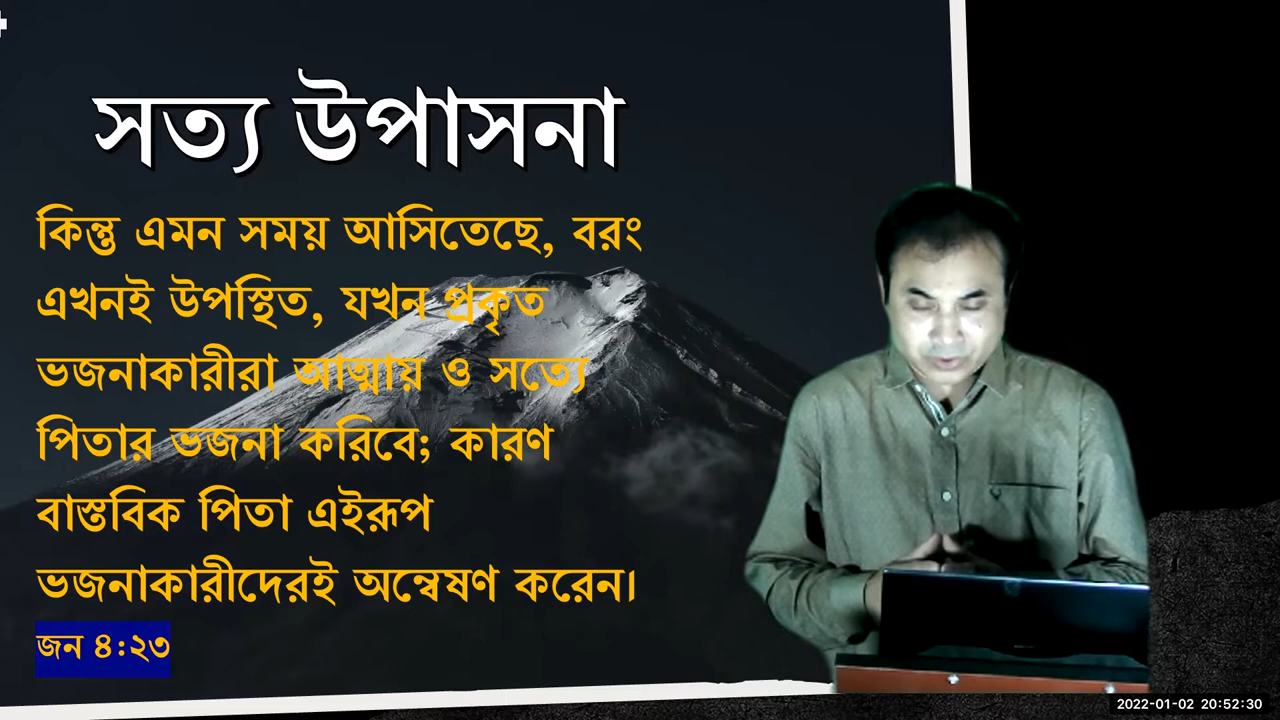 সত্য উপাসনা
কিন্তু এমন সময় আসিতেছে, বরং
এখনই উপস্থিত, যখন প্রকৃত
ভজনাকারীরা আত্মায় ও সত্যে
পিতার ভজনা করিবে; কারণ
বাস্তবিক পিতা এইরূপ
ভজনাকারীদেরই অন্বেষণ করেন।
জন ৪:২৩
2022-01-02 20:52:30